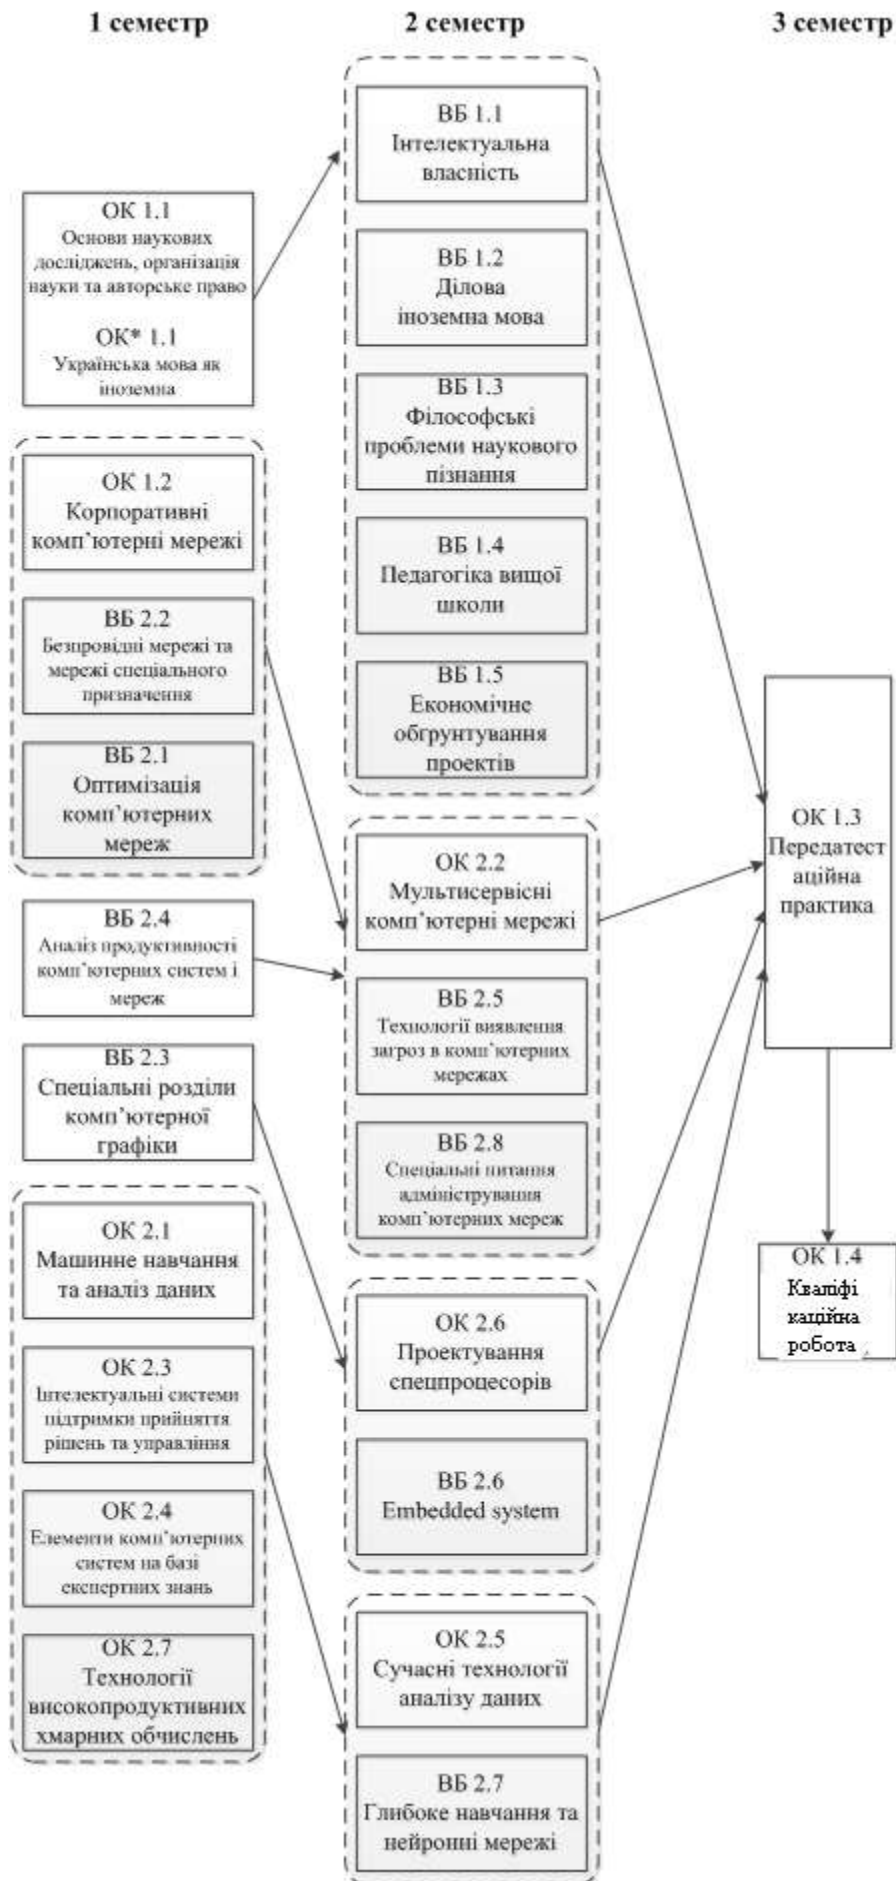 1 семестр
2 семестр
3 семестр
ОК 1.1
Основи наукових
досліджень, організація
науки та авторське право
ОК* 1.1
Українська мова як
іноземна
ОК 1.2
Корпоративні
комп’ютерні мережі
ВБ 2.2
Безпровідні мережі та
мережі спеціального
призначення
ВБ 2.1
Оптимізація
комп’ютерних
мереж
ВБ 2.4
Аналіз продуктивності
комп’ютерних систем і
мереж
ВБ 2.3
Спеціальні розділи
комп’ютерної
графіки
ОК 2.1
Машинне навчання
та аналіз даних
ОК 2.3
Інтелектуальні системи
підтримки прийняття
рішень та управління
ОК 2.4
Елементи комп’ютерних
систем на базі
експертних знань
ОК 2.7
Технології
високопродуктивних
хмарних обчислень
ВБ 1.1
Інтелектуальна
власність
ВБ 1.2
Ділова
іноземна мова
ВБ 1.3
Філософські
проблеми наукового
пізнання
ВБ 1.4
Педагогіка вищої
школи
ВБ 1.5
Економічне
обгрунтування
проектів
ОК 2.2
Мультисервісні
комп’ютерні мережі
ВБ 2.5
Технології виявлення
загроз в комп’ютерних
мережах
ВБ 2.8
Спеціальні питання
адміністрування
комп’ютерних мереж
ОК 2.6
Проектування
спецпроцесорів
ВБ 2.6
Embedded system
ОК 2.5
Сучасні технології
аналізу даних
ВБ 2.7
Глибоке навчання та
нейронні мережі
ОК 1.3
Передатест
аційна
практика
ОК 1.4
Кваліфі
каційна
робота